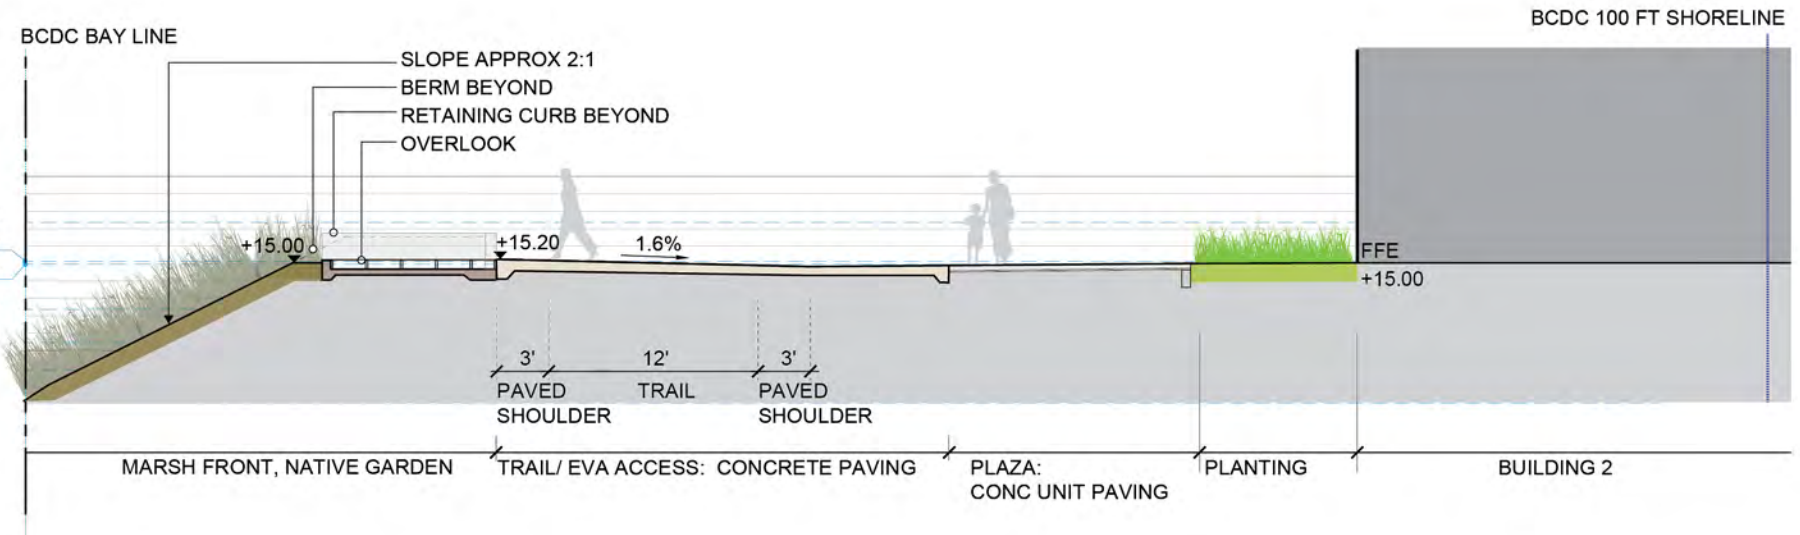 BCDC 100 FT SHORELINE
BCDC BAY LINE
SLOPE APPROX 2:1
BERM BEYOND
RETAINING CURB BEYOND
OVERLOOK
+15.00
+15.20
1.6%
FFE
+15.00
3'
12'
3'
PAVED
SHOULDER
TRAIL
PAVED
SHOULDER
MARSH FRONT, NATIVE GARDEN
TRAIL/ EVA ACCESS: CONCRETE PAVING
PLAZA:
CONC UNIT PAVING
PLANTING
BUILDING 2